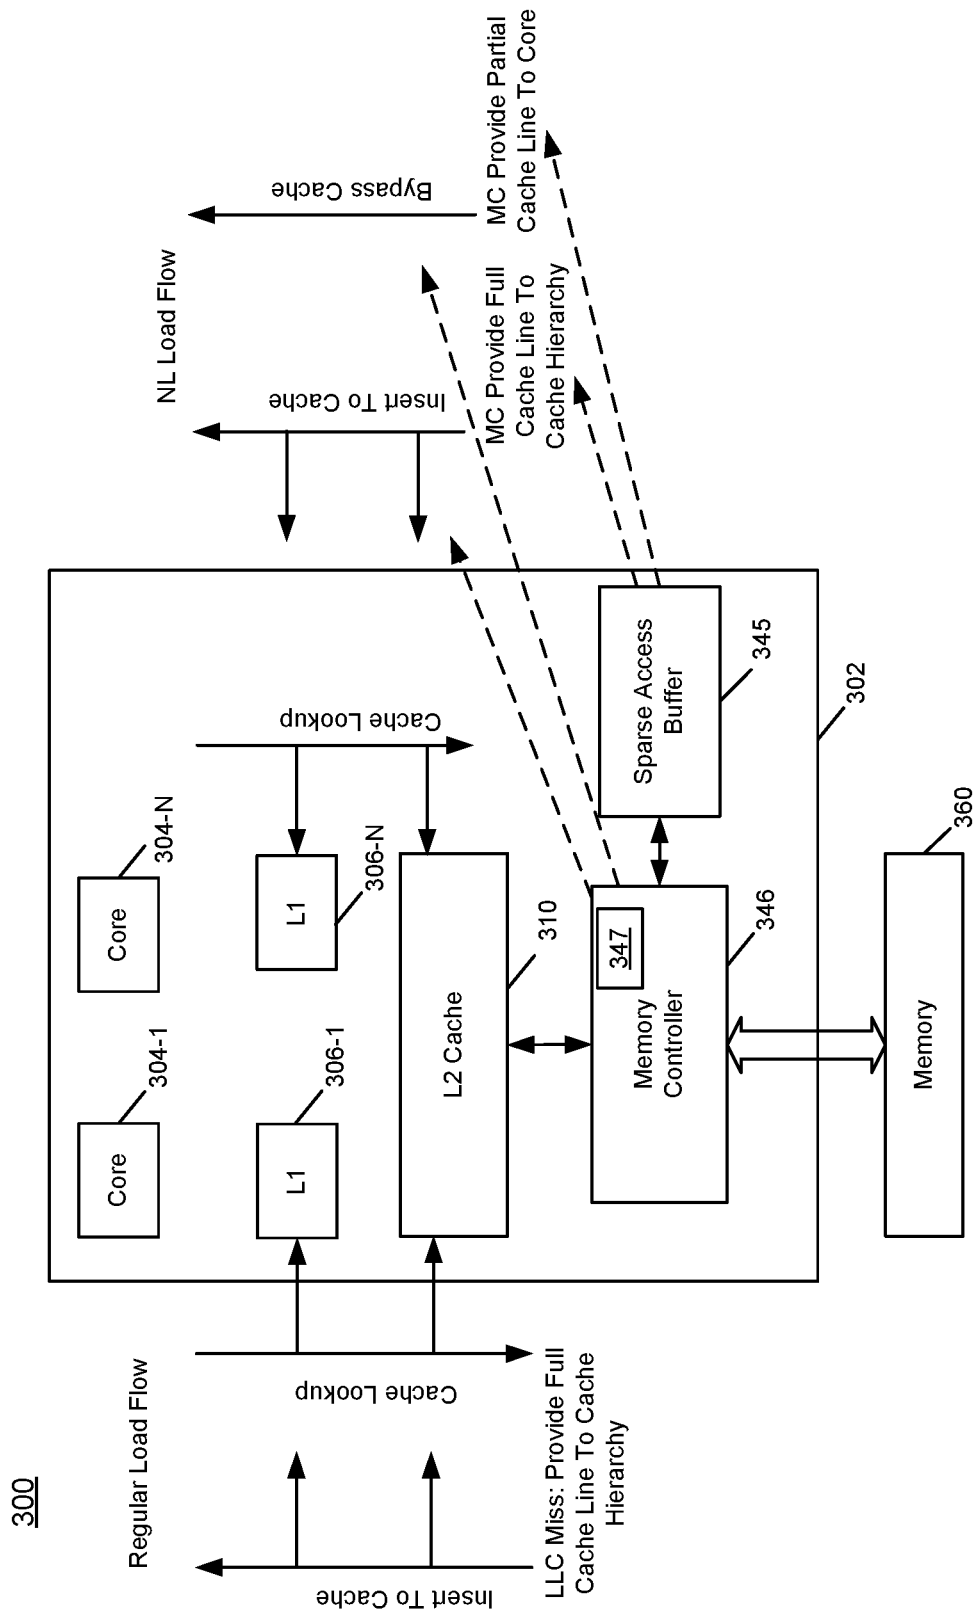 300
Regular Load Flow
Insert To Cache
Cache Lookup
LLC Miss: Provide Full
Cache Line To Cache
Hierarchy
Core
304-1
Core
304-N
L1
306-1
L1
306-N
Cache Lookup
L2 Cache
310
Memory
Controller
347
346
Sparse Access
Buffer
345
302
Memory
360
NL Load Flow
Insert To Cache
Bypass Cache
MC Provide Full
Cache Line To
Cache Hierarchy
MC Provide Partial
Cache Line To Core